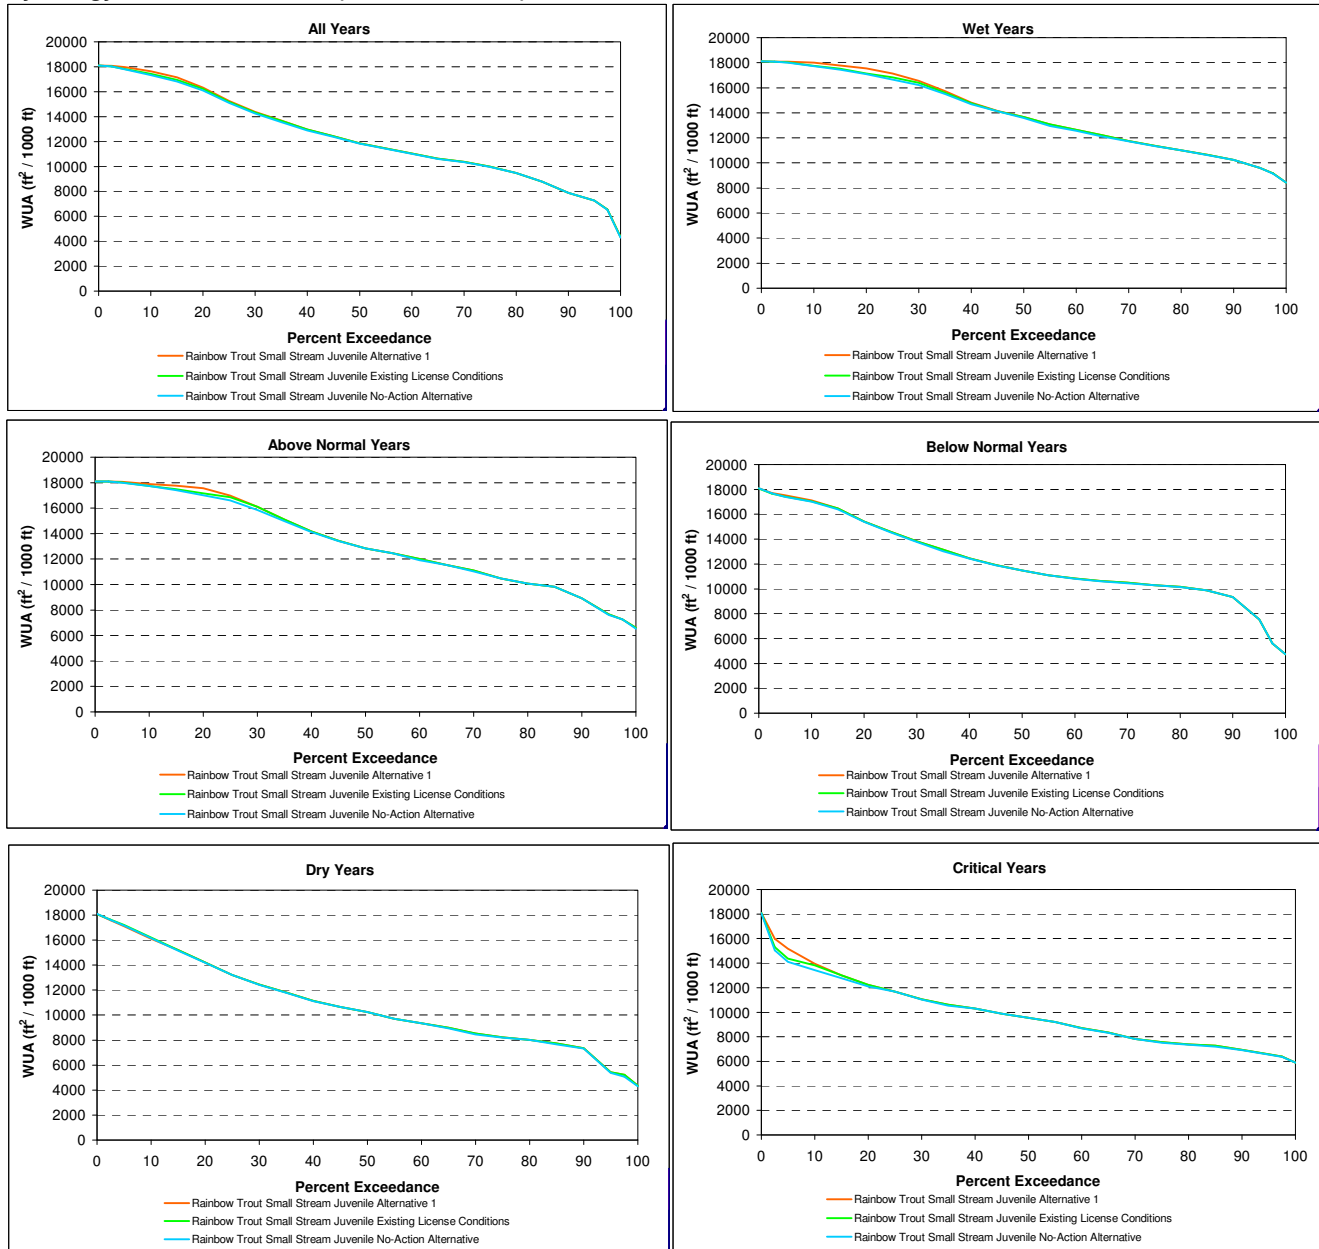 All Years
20000
18000
16000
14000
12000
10000
8000
6000
4000
2000
0
WUA (ft² / 1000 ft)
0 10 20 30 40 50 60 70 80 90 100
Percent Exceedance
Rainbow Trout Small Stream Juvenile Alternative 1
Rainbow Trout Small Stream Juvenile Existing License Conditions
Rainbow Trout Small Stream Juvenile No-Action Alternative
Wet Years
20000
18000
16000
14000
12000
10000
8000
6000
4000
2000
0
WUA (ft² / 1000 ft)
0 10 20 30 40 50 60 70 80 90 100
Percent Exceedance
Rainbow Trout Small Stream Juvenile Alternative 1
Rainbow Trout Small Stream Juvenile Existing License Conditions
Rainbow Trout Small Stream Juvenile No-Action Alternative
Above Normal Years
20000
18000
16000
14000
12000
10000
8000
6000
4000
2000
0
WUA (ft² / 1000 ft)
0 10 20 30 40 50 60 70 80 90 100
Percent Exceedance
Rainbow Trout Small Stream Juvenile Alternative 1
Rainbow Trout Small Stream Juvenile Existing License Conditions
Rainbow Trout Small Stream Juvenile No-Action Alternative
Below Normal Years
20000
18000
16000
14000
12000
10000
8000
6000
4000
2000
0
WUA (ft² / 1000 ft)
0 10 20 30 40 50 60 70 80 90 100
Percent Exceedance
Rainbow Trout Small Stream Juvenile Alternative 1
Rainbow Trout Small Stream Juvenile Existing License Conditions
Rainbow Trout Small Stream Juvenile No-Action Alternative
Dry Years
20000
18000
16000
14000
12000
10000
8000
6000
4000
2000
0
WUA (ft² / 1000 ft)
0 10 20 30 40 50 60 70 80 90 100
Percent Exceedance
Rainbow Trout Small Stream Juvenile Alternative 1
Rainbow Trout Small Stream Juvenile Existing License Conditions
Rainbow Trout Small Stream Juvenile No-Action Alternative
Critical Years
20000
18000
16000
14000
12000
10000
8000
6000
4000
2000
0
WUA (ft² / 1000 ft)
0 10 20 30 40 50 60 70 80 90 100
Percent Exceedance
Rainbow Trout Small Stream Juvenile Alternative 1
Rainbow Trout Small Stream Juvenile Existing License Conditions
Rainbow Trout Small Stream Juvenile No-Action Alternative